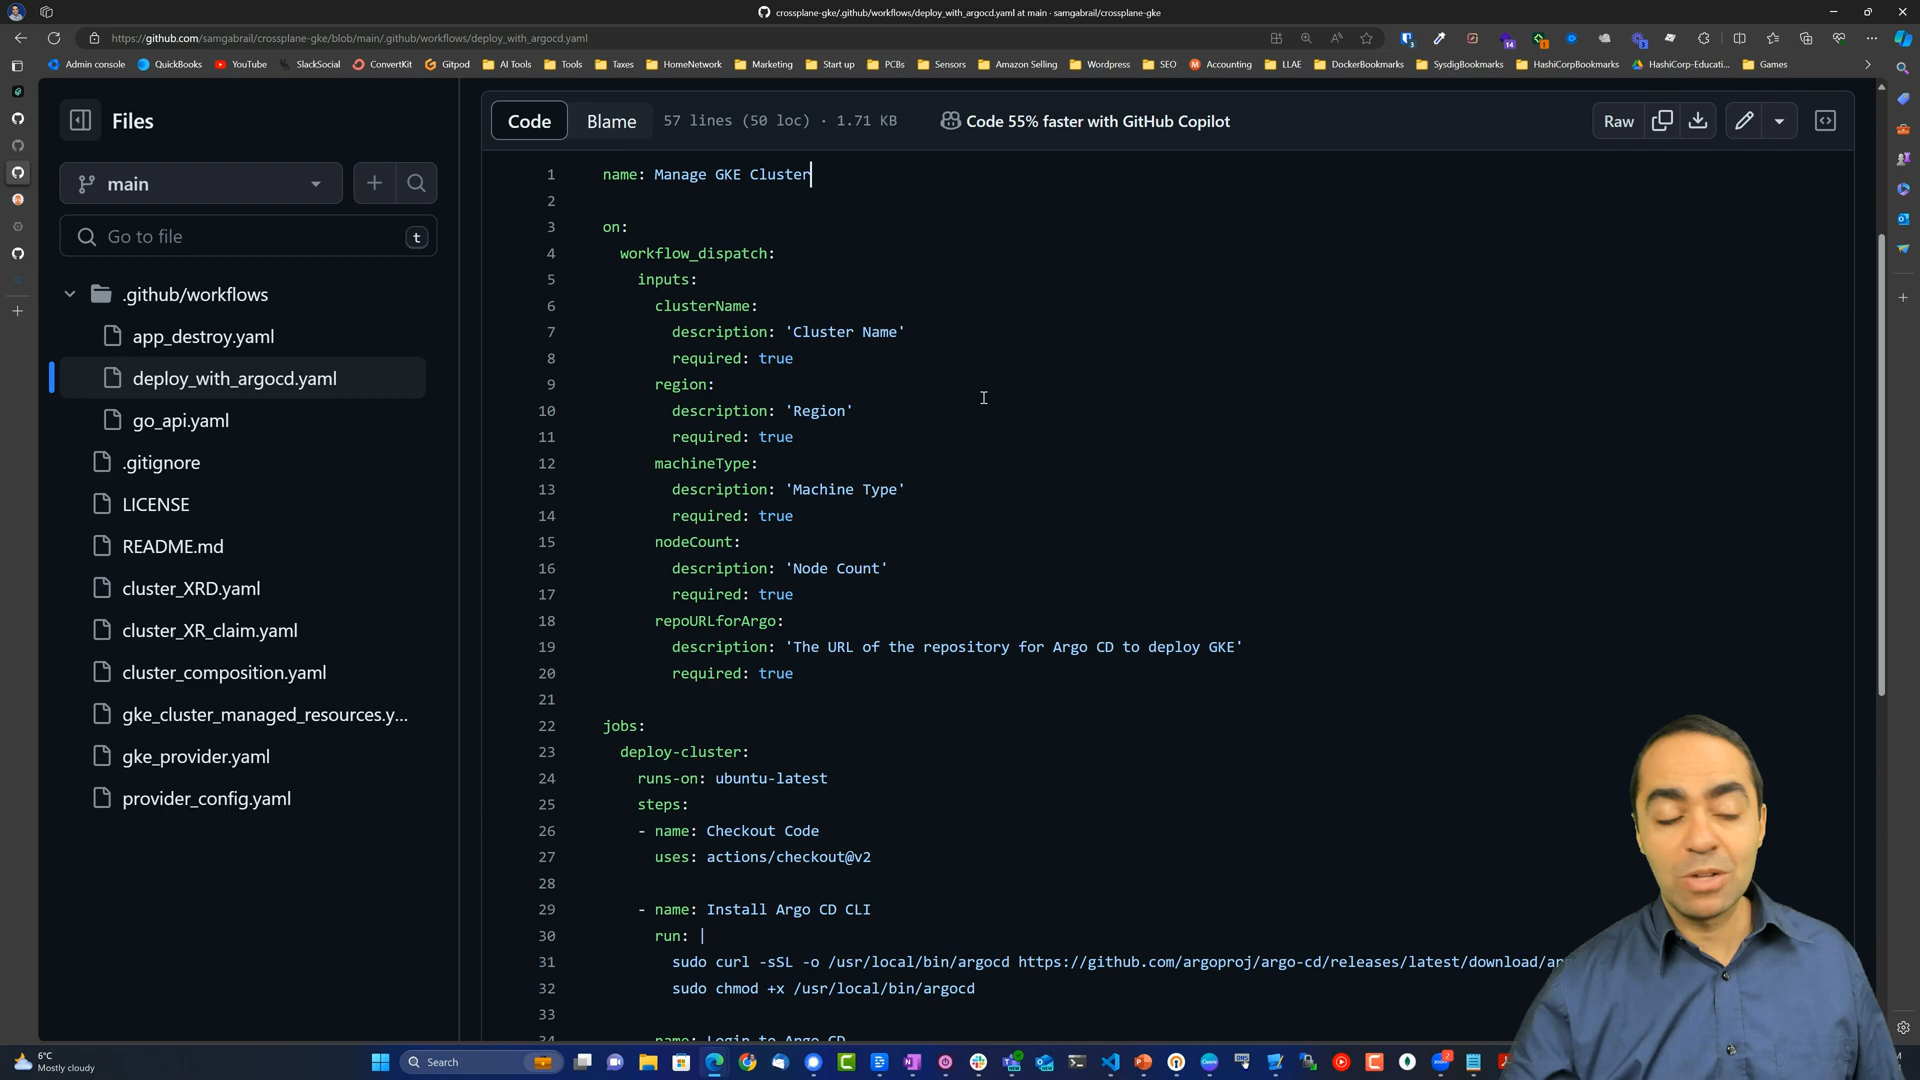 crossplane-gke/.github/workflows/deploy_with_argocd.yaml at main · samgabrail/crossplane-gke
https://github.com/samgabrail/crossplane-gke/blob/main/.github/workflows/deploy_with_argocd.yaml
Admin console QuickBooks YouTube SlackSocial ConvertKit Gitpod AI Tools Tools Taxes HomeNetwork Marketing Start up PCBs Sensors Amazon Selling Wordpress SEO Accounting LLAE DockerBookmarks SysdigBookmarks HashiCorpBookmarks HashiCorp-Educati... Games
Files
main
Go to file
t
.github/workflows
app_destroy.yaml
deploy_with_argocd.yaml
go_api.yaml
.gitignore
LICENSE
README.md
cluster_XRD.yaml
cluster_XR_claim.yaml
cluster_composition.yaml
gke_cluster_managed_resources.y...
gke_provider.yaml
provider_config.yaml
Code Blame 57 lines (50 loc) · 1.71 KB Code 55% faster with GitHub Copilot Raw
1 name: Manage GKE Cluster
2
3 on:
4 workflow_dispatch:
5 inputs:
6 clusterName:
7 description: 'Cluster Name'
8 required: true
9 region:
10 description: 'Region'
11 required: true
12 machineType:
13 description: 'Machine Type'
14 required: true
15 nodeCount:
16 description: 'Node Count'
17 required: true
18 repoURLforArgo:
19 description: 'The URL of the repository for Argo CD to deploy GKE'
20 required: true
21
22 jobs:
23 deploy-cluster:
24 runs-on: ubuntu-latest
25 steps:
26 - name: Checkout Code
27 uses: actions/checkout@v2
28
29 - name: Install Argo CD CLI
30 run: |
31 sudo curl -sSL -o /usr/local/bin/argocd https://github.com/argoproj/argo-cd/releases/latest/download/ar
32 sudo chmod +x /usr/local/bin/argocd
33
34 - name: Login to Argo CD
6°C
Mostly cloudy
Search